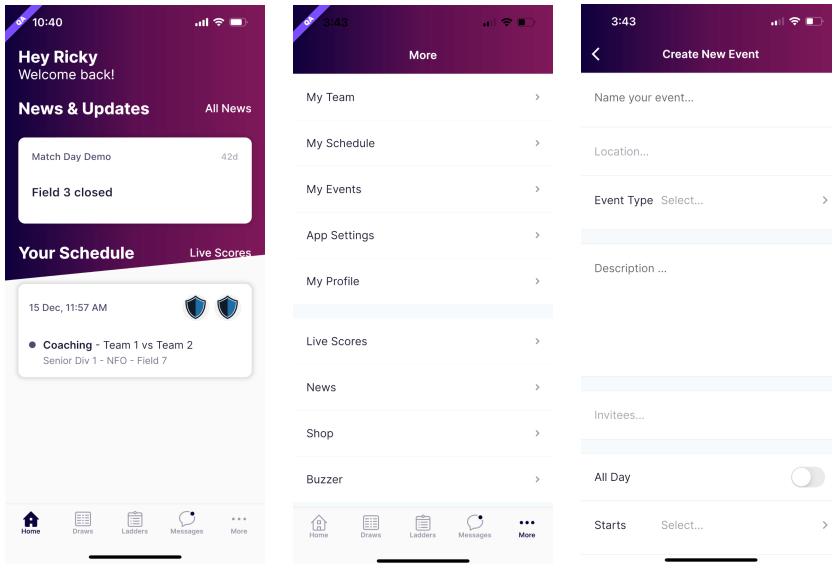 QA
10:40
Hey Ricky
Welcome back!
News & Updates All News
Match Day Demo 42d
Field 3 closed
Your Schedule Live Scores
15 Dec, 11:57 AM
Coaching - Team 1 vs Team 2
Senior Div 1 - NFO - Field 7
Home Draws Ladders Messages More
QA
3:43
More
My Team
My Schedule
My Events
App Settings
My Profile
Live Scores
News
Shop
Buzzer
Home Draws Ladders Messages More
3:43
Create New Event
Name your event...
Location...
Event Type Select...
Description ...
Invitees...
All Day
Starts Select...